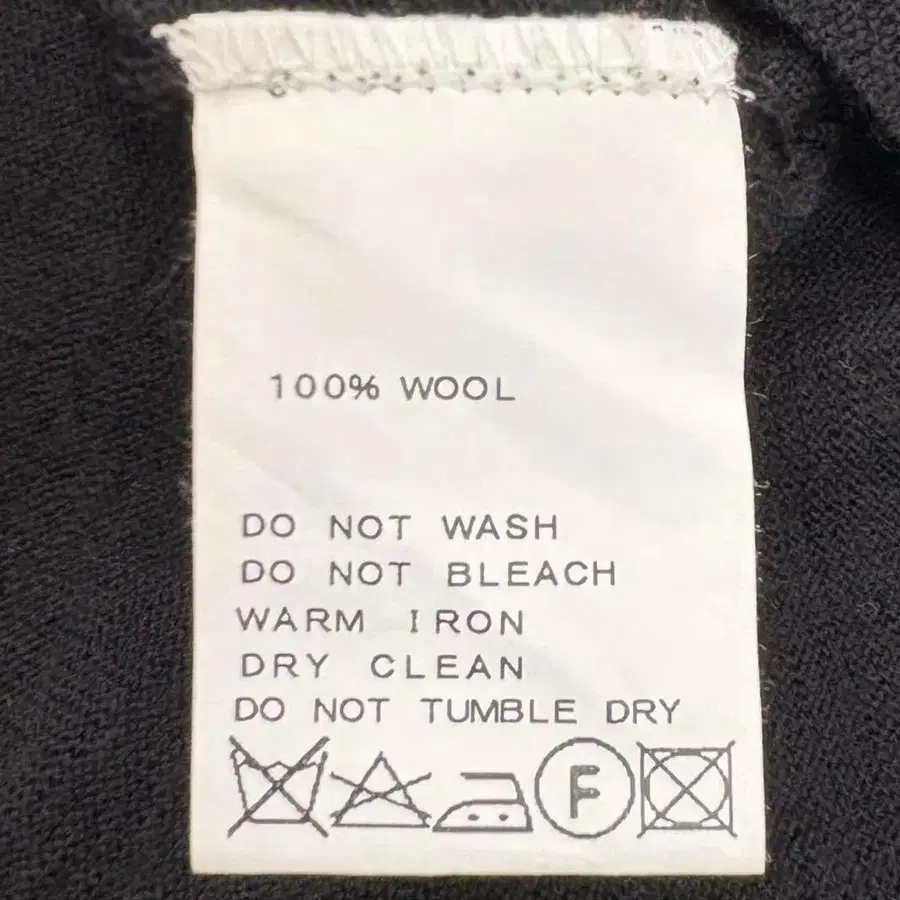 100% WOOL
DO NOT WASH
DO NOT BLEACH
WARM IRON
DRY CLEAN
DO NOT TUMBLE DRY
F